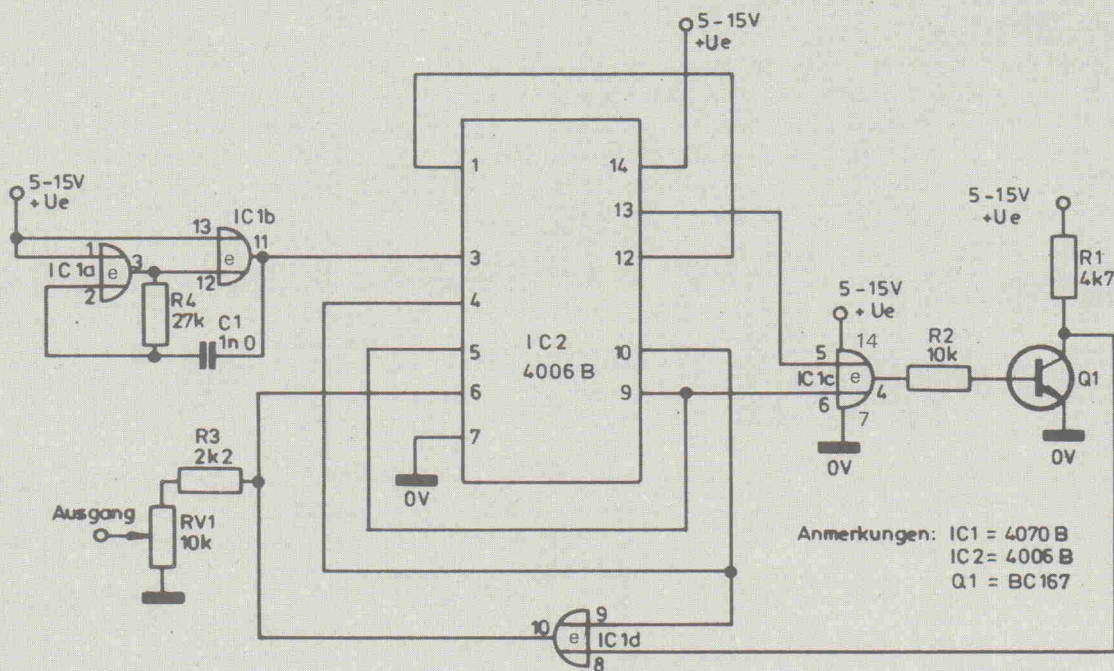 5-15V
+Ue
5-15V
+Ue
5-15V
+Ue
5-15V
+Ue
1
14
13
12
3
4
5
6
7
10
9
IC2
4006 B
0V
13
IC1b
11
e
12
1
IC1a
e
3
2
R4
27k
C1
1n0
R1
4k7
14
5
IC1c
e
4
6
7
0V
R2
10k
Q1
0V
R3
2k2
Ausgang
RV1
10k
10
e
9
IC1d
8
Anmerkungen: IC1 = 4070 B
IC2 = 4006 B
Q1 = BC167